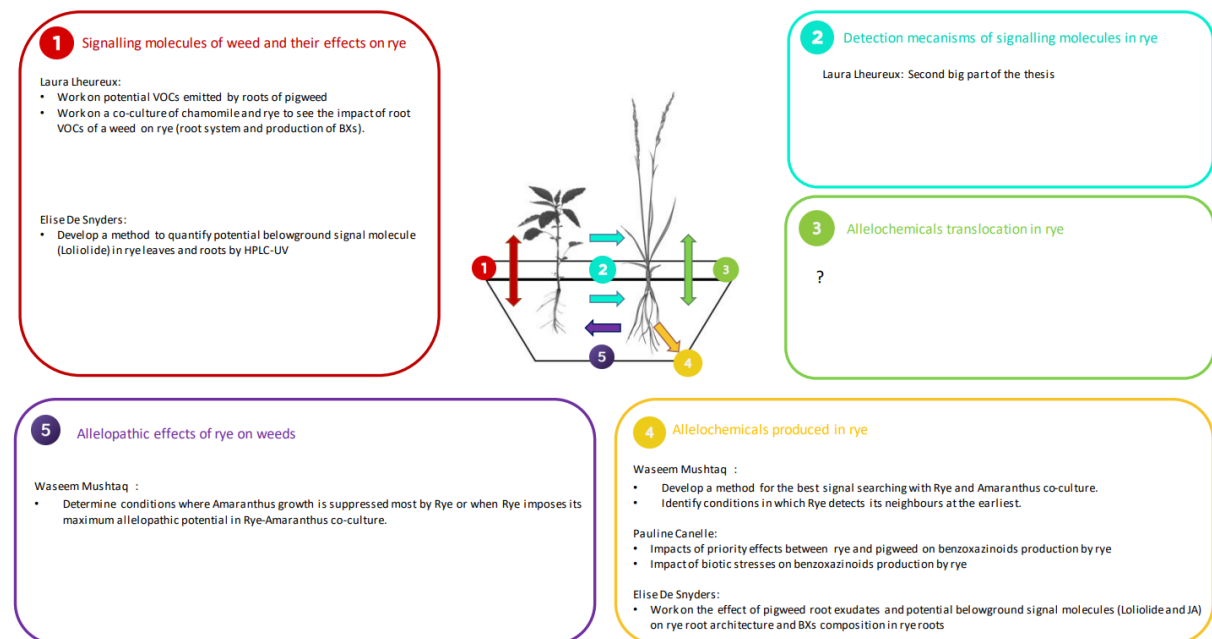 1 Signalling molecules of weed and their effects on rye
Laura Lheureux:
• Work on potential VOCs emitted by roots of pigweed
• Work on a co-culture of chamomile and rye to see the impact of root
VOCs of a weed on rye (root system and production of BXs).
Elise De Snyders:
• Develop a method to quantify potential belowground signal molecule
(Loliolide) in rye leaves and roots by HPLC-UV
2 Detection mecanisms of signalling molecules in rye
Laura Lheureux: Second big part of the thesis
3 Allelochemicals translocation in rye
?
1
2
3
5
4
5 Allelopathic effects of rye on weeds
Waseem Mushtaq :
• Determine conditions where Amaranthus growth is suppressed most by Rye or when Rye imposes its
maximum allelopathic potential in Rye-Amaranthus co-culture.
4 Allelochemicals produced in rye
Waseem Mushtaq :
• Develop a method for the best signal searching with Rye and Amaranthus co-culture.
• Identify conditions in which Rye detects its neighbours at the earliest.
Pauline Canelle:
• Impacts of priority effects between rye and pigweed on benzoxazinoids production by rye
• Impact of biotic stresses on benzoxazinoids production by rye
Elise De Snyders:
• Work on the effect of pigweed root exudates and potential belowground signal molecules (Loliolide and JA)
on rye root architecture and BXs composition in rye roots